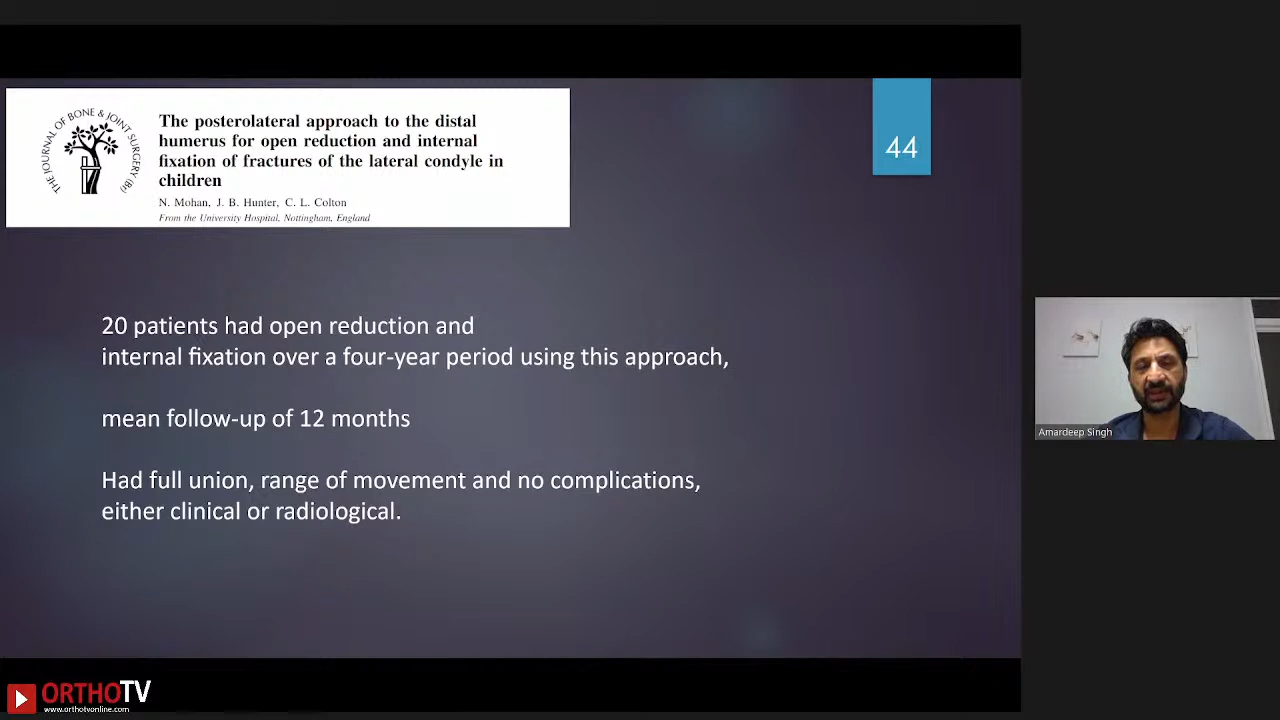 THE JOURNAL OF BONE & JOINT SURGERY (Br)
The posterolateral approach to the distal
humerus for open reduction and internal
fixation of fractures of the lateral condyle in
children
N. Mohan, J. B. Hunter, C. L. Colton
From the University Hospital, Nottingham, England
44
20 patients had open reduction and
internal fixation over a four-year period using this approach,
mean follow-up of 12 months
Had full union, range of movement and no complications,
either clinical or radiological.
Amardeep Singh
ORTHOTV
www.orthotvonline.com